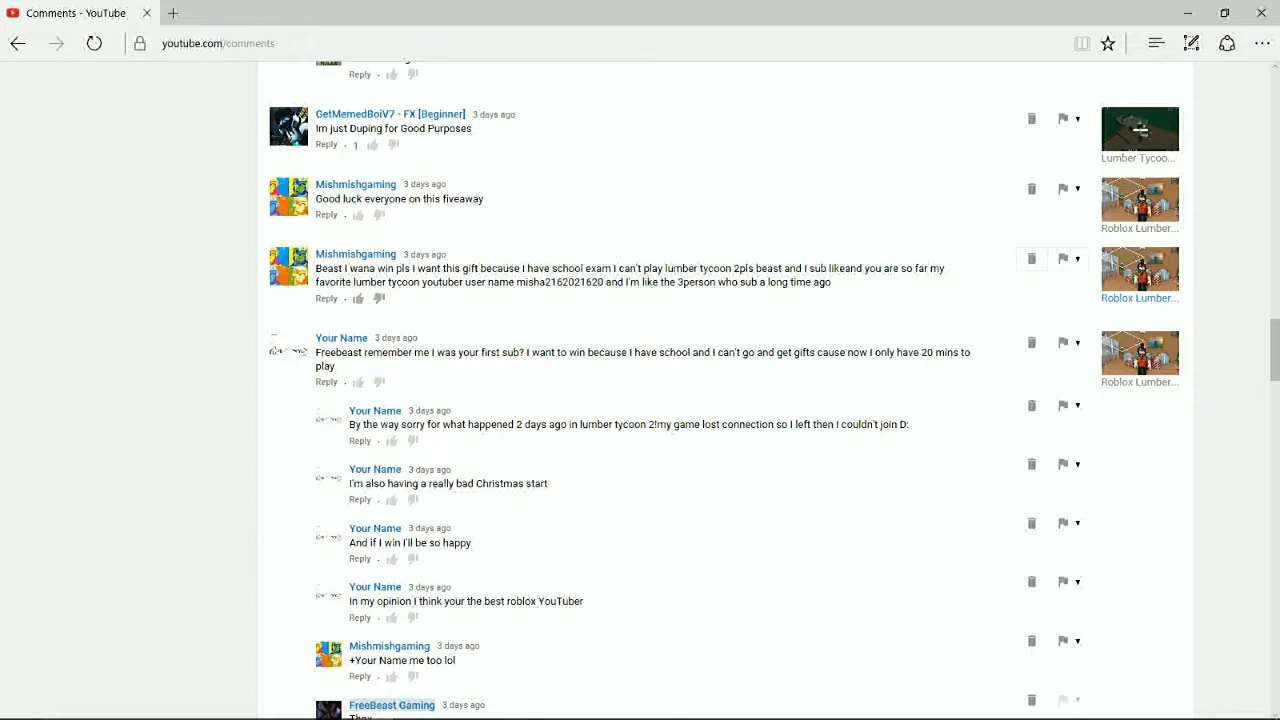 Comments - YouTube
youtube.com/comments
Reply
GetMemedBoiV7 - FX [Beginner] 3 days ago
Im just Duping for Good Purposes
Reply · 1
Lumber Tycoo...
Mishmishgaming 3 days ago
Good luck everyone on this fiveaway
Reply
Roblox Lumber...
Mishmishgaming 3 days ago
Beast i wana win pls I want this gift because I have school exam I can't play lumber tycoon 2pls beast and I sub likeand you are so far my
favorite lumber tycoon youtuber user name misha2162021620 and I'm like the 3person who sub a long time ago
Reply
Roblox Lumber...
Your Name 3 days ago
Freebeast remember me I was your first sub? I want to win because I have school and I can't go and get gifts cause now I only have 20 mins to
play
Reply
Roblox Lumber...
Your Name 3 days ago
By the way sorry for what happened 2 days ago in lumber tycoon 2!my game lost connection so I left then I couldn't join D:
Reply
Your Name 3 days ago
I'm also having a really bad Christmas start
Reply
Your Name 3 days ago
And if I win I'll be so happy
Reply
Your Name 3 days ago
In my opinion I think your the best roblox YouTuber
Reply
Mishmishgaming 3 days ago
+Your Name me too lol
Reply
FreeBeast Gaming 3 days ago
Thnx